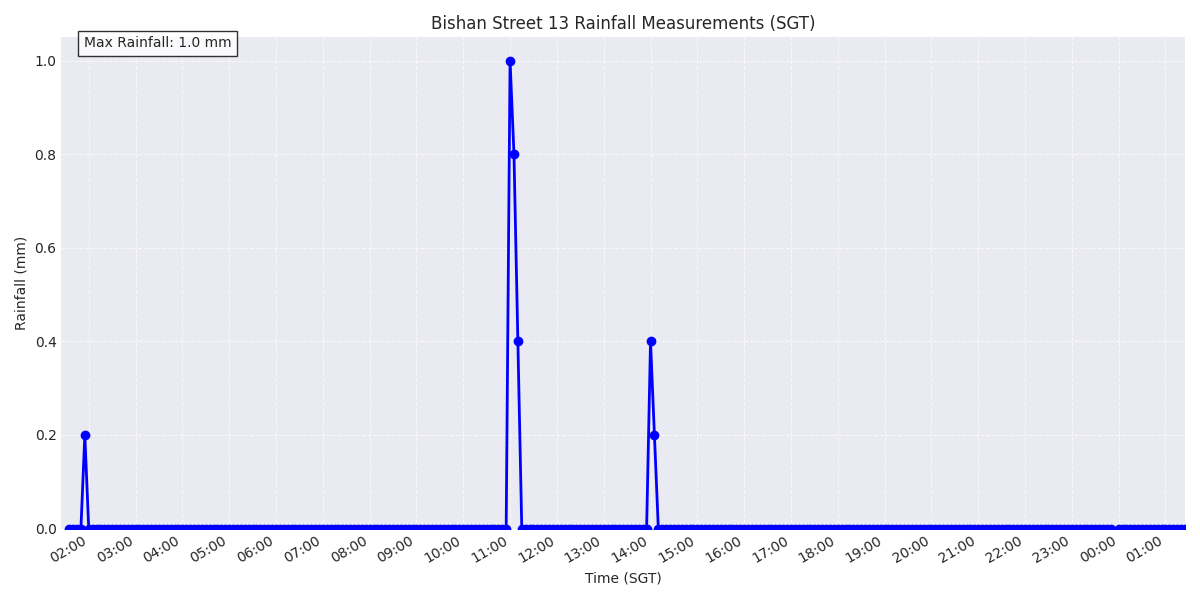 Bishan Street 13 Rainfall Measurements (SGT)
Max Rainfall: 1.0 mm
Rainfall (mm)
1.0
0.8
0.6
0.4
0.2
0.0
02:00 03:00 04:00 05:00 06:00 07:00 08:00 09:00 10:00 11:00 12:00 13:00 14:00 15:00 16:00 17:00 18:00 19:00 20:00 21:00 22:00 23:00 00:00 01:00
Time (SGT)